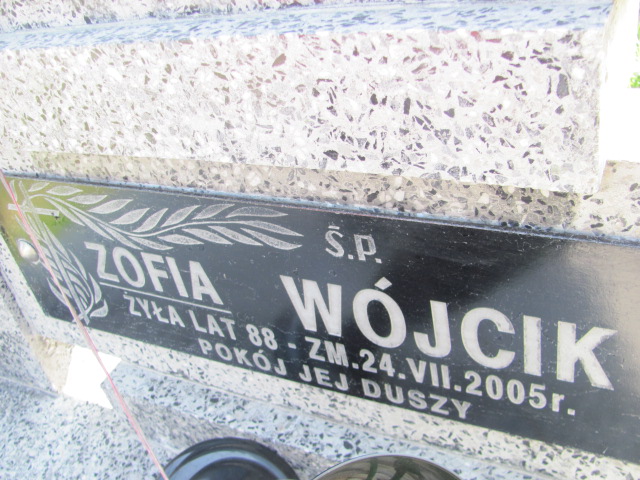 Ś.P.
ZOFIA WÓJCIK
ŻYŁA LAT 88 - ZM.24.VII.2005r.
POKÓJ JEJ DUSZY